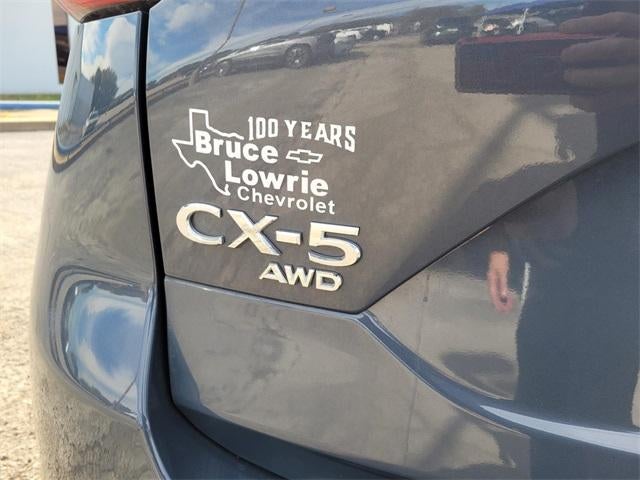 100 YEARS
Bruce
Lowrie
Chevrolet
CX-5
AWD